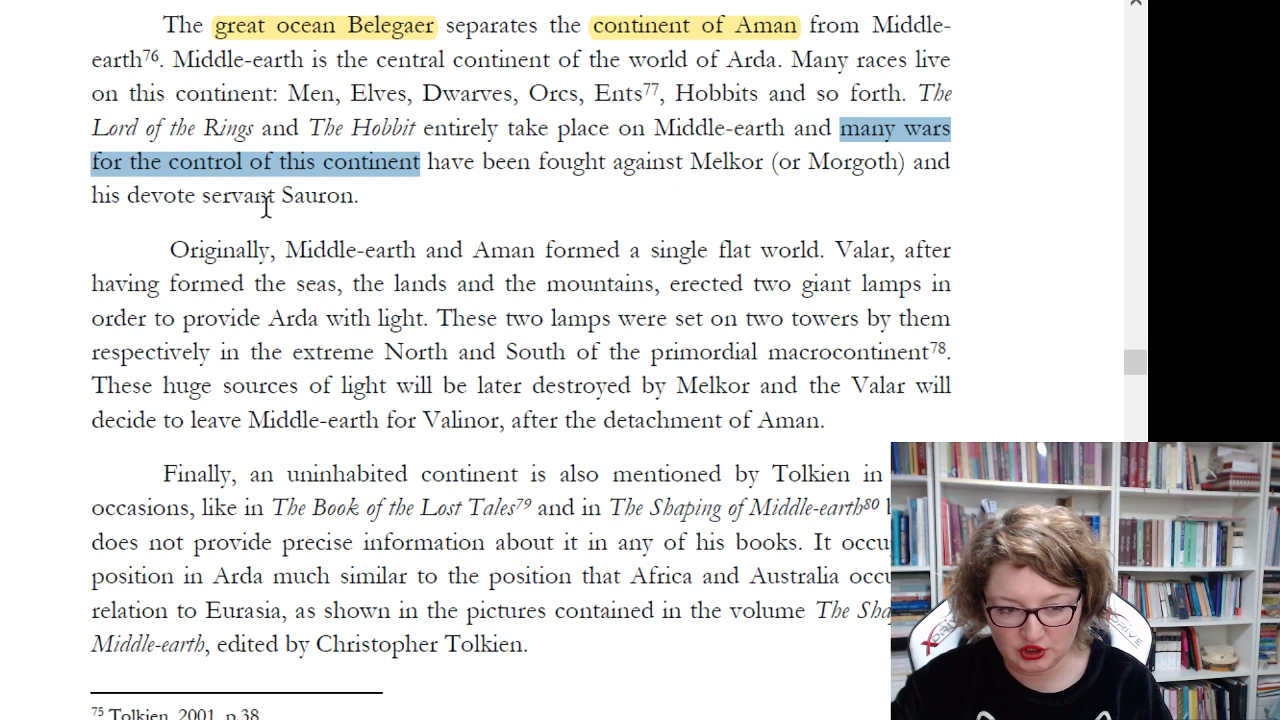 The great ocean Belegaer separates the continent of Aman from Middle-
earth⁷⁶. Middle-earth is the central continent of the world of Arda. Many races live
on this continent: Men, Elves, Dwarves, Orcs, Ents⁷⁷, Hobbits and so forth. The
Lord of the Rings and The Hobbit entirely take place on Middle-earth and many wars
for the control of this continent have been fought against Melkor (or Morgoth) and
his devote servant Sauron.
Originally, Middle-earth and Aman formed a single flat world. Valar, after
having formed the seas, the lands and the mountains, erected two giant lamps in
order to provide Arda with light. These two lamps were set on two towers by them
respectively in the extreme North and South of the primordial macrocontinent⁷⁸.
These huge sources of light will be later destroyed by Melkor and the Valar will
decide to leave Middle-earth for Valinor, after the detachment of Aman.
Finally, an uninhabited continent is also mentioned by Tolkien in
occasions, like in The Book of the Lost Tales⁷⁹ and in The Shaping of Middle-earth⁸⁰
does not provide precise information about it in any of his books. It
position in Arda much similar to the position that Africa and Australia
relation to Eurasia, as shown in the pictures contained in the volume The
Middle-earth, edited by Christopher Tolkien.
⁷⁵ Tolkien, 2001, p.38